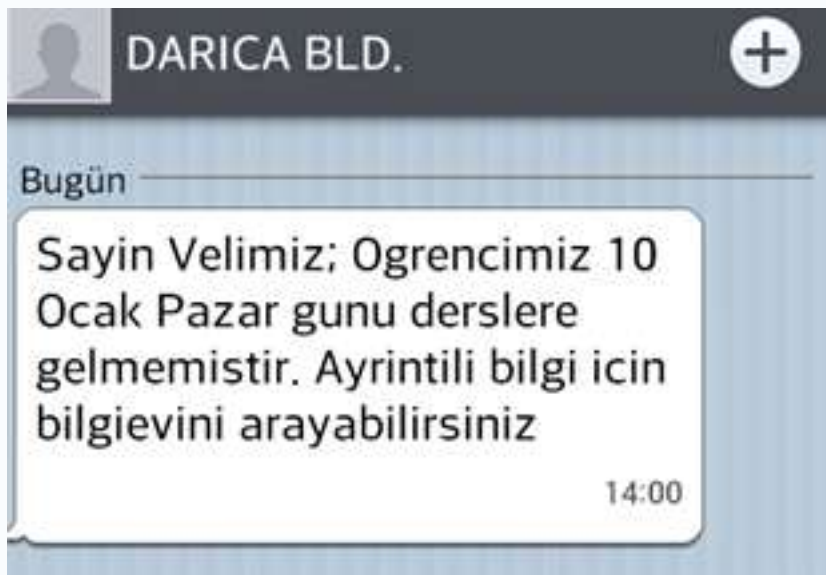 DARICA BLD.
Bugün
Sayin Velimiz; Ogrencimiz 10
Ocak Pazar gunu derslere
gelmemistir. Ayrintili bilgi icin
bilgievini arayabilirsiniz
14:00